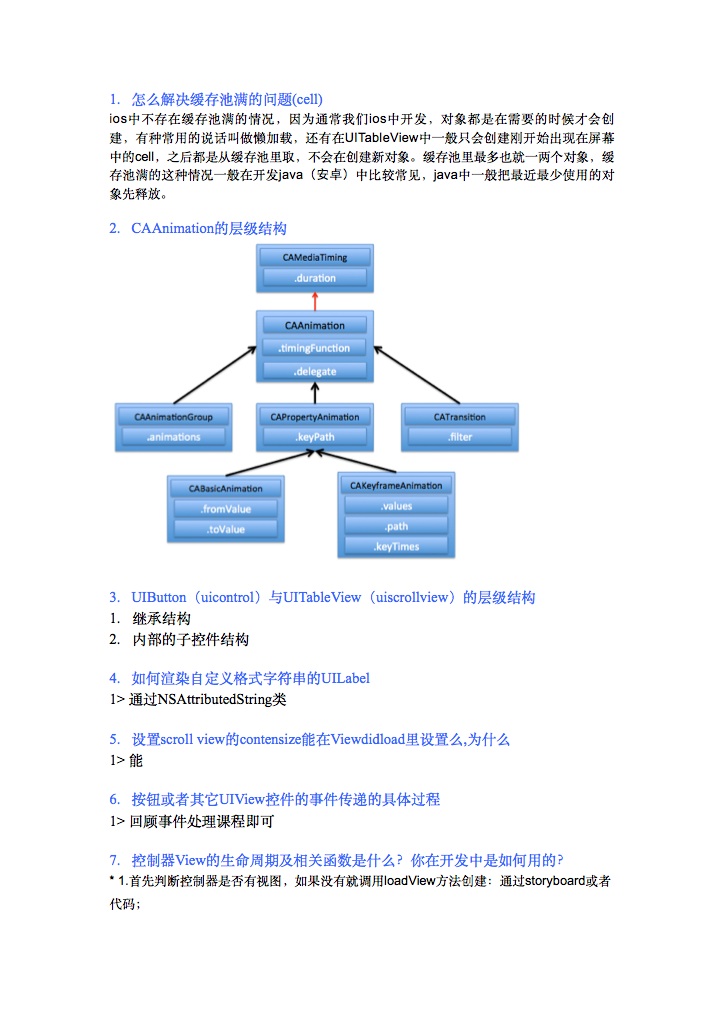 1. 怎么解决缓存池满的问题(cell)
ios中不存在缓存池满的情况，因为通常我们ios中开发，对象都是在需要的时候才会创
建，有种常用的说话叫做懒加载，还有在UITableView中一般只会创建刚开始出现在屏幕
中的cell，之后都是从缓存池里取，不会在创建新对象。缓存池里最多也就一两个对象，缓
存池满的这种情况一般在开发java（安卓）中比较常见，java中一般把最近最少使用的对
象先释放。
2. CAAnimation的层级结构
CAMediaTiming
.duration
CAAnimation
.timingFunction
.delegate
CAAnimationGroup
.animations
CAPropertyAnimation
.keyPath
CATransition
.filter
CABasicAnimation
.fromValue
.toValue
CAKeyframeAnimation
.values
.path
.keyTimes
3. UIButton（uicontrol）与UITableView（uiscrollview）的层级结构
1. 继承结构
2. 内部的子控件结构
4. 如何渲染自定义格式字符串的UILabel
1> 通过NSAttributedString类
5. 设置scroll view的contensize能在Viewdidload里设置么,为什么
1> 能
6. 按钮或者其它UIView控件的事件传递的具体过程
1> 回顾事件处理课程即可
7. 控制器View的生命周期及相关函数是什么？你在开发中是如何用的？
* 1.首先判断控制器是否有视图，如果没有就调用loadView方法创建：通过storyboard或者
代码；